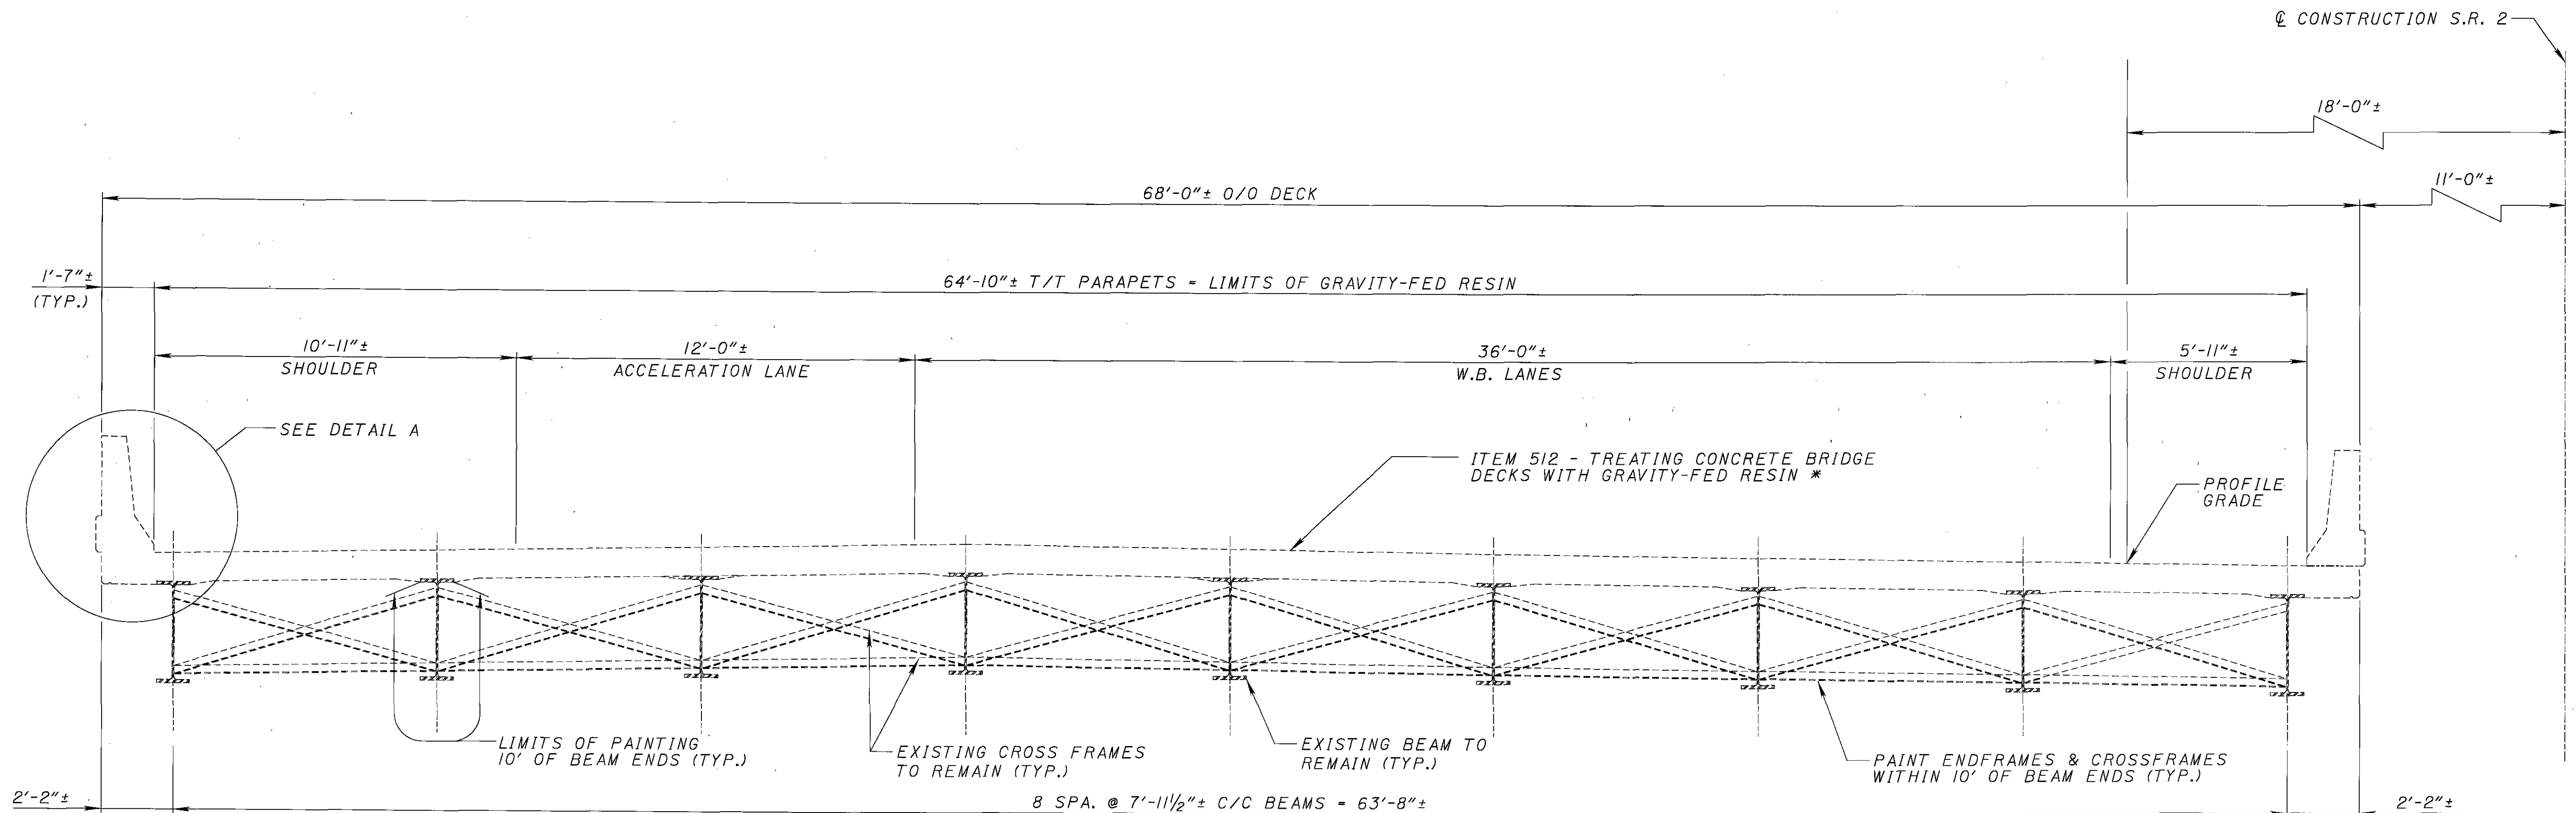 ℄ CONSTRUCTION S.R. 2
18'-0"±
11'-0"±
68'-0"± O/O DECK
1'-7"±
(TYP.)
64'-10"± T/T PARAPETS = LIMITS OF GRAVITY-FED RESIN
10'-11"±
SHOULDER
12'-0"±
ACCELERATION LANE
36'-0"±
W.B. LANES
5'-11"±
SHOULDER
SEE DETAIL A
ITEM 512 - TREATING CONCRETE BRIDGE
DECKS WITH GRAVITY-FED RESIN *
PROFILE
GRADE
LIMITS OF PAINTING
10' OF BEAM ENDS (TYP.)
EXISTING CROSS FRAMES
TO REMAIN (TYP.)
EXISTING BEAM TO
REMAIN (TYP.)
PAINT ENDFRAMES & CROSSFRAMES
WITHIN 10' OF BEAM ENDS (TYP.)
2'-2"±
8 SPA. @ 7'-11½"± C/C BEAMS = 63'-8"±
2'-2"±